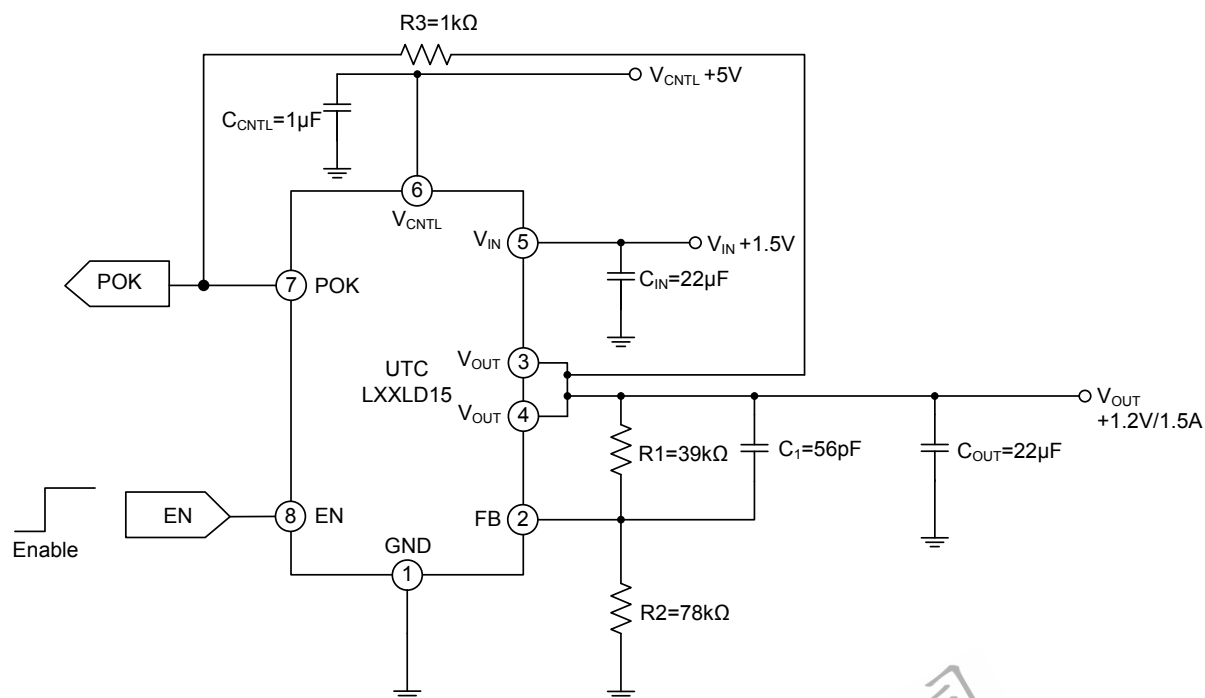 R3=1kΩ
VCNTL +5V
CCNTL=1µF
6
VCNTL
VIN
5
VIN +1.5V
POK
7
POK
CIN=22µF
UTC
LXXLD15
VOUT
3
VOUT
4
VOUT
+1.2V/1.5A
R1=39kΩ
C1=56pF
COUT=22µF
Enable
EN
8
EN
FB
2
GND
1
R2=78kΩ
司